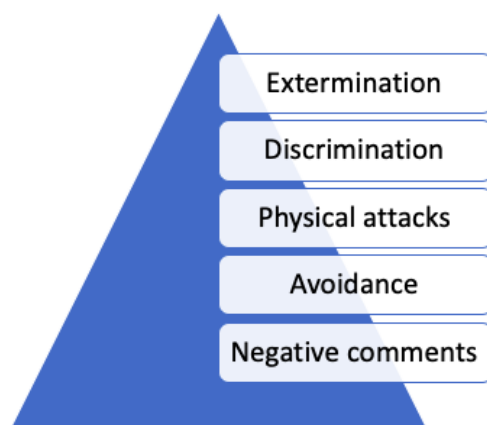 Extermination
Discrimination
Physical attacks
Avoidance
Negative comments